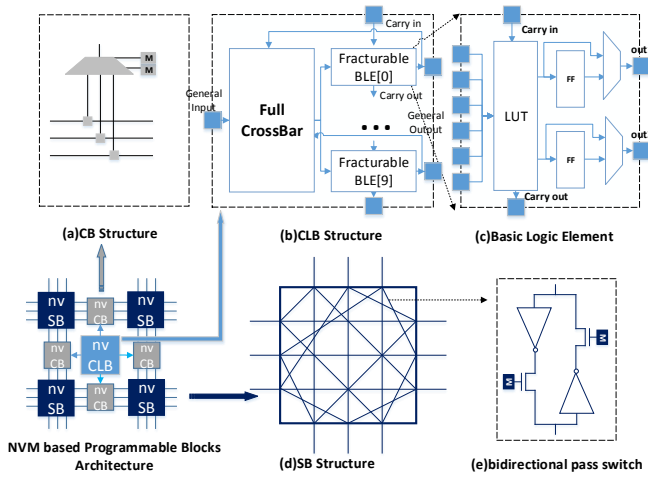 M
M
(a)CB Structure
Carry in
General
Input
Full
CrossBar
Fracturable
BLE[0]
Carry out
...
Fracturable
BLE[9]
General
Output
(b)CLB Structure
Carry in
LUT
FF
out
FF
out
Carry out
(c)Basic Logic Element
nv
SB
nv
CB
nv
SB
nv
CB
nv
CLB
nv
CB
nv
SB
nv
CB
nv
SB
NVM based Programmable Blocks
Architecture
(d)SB Structure
M
M
(e)bidirectional pass switch